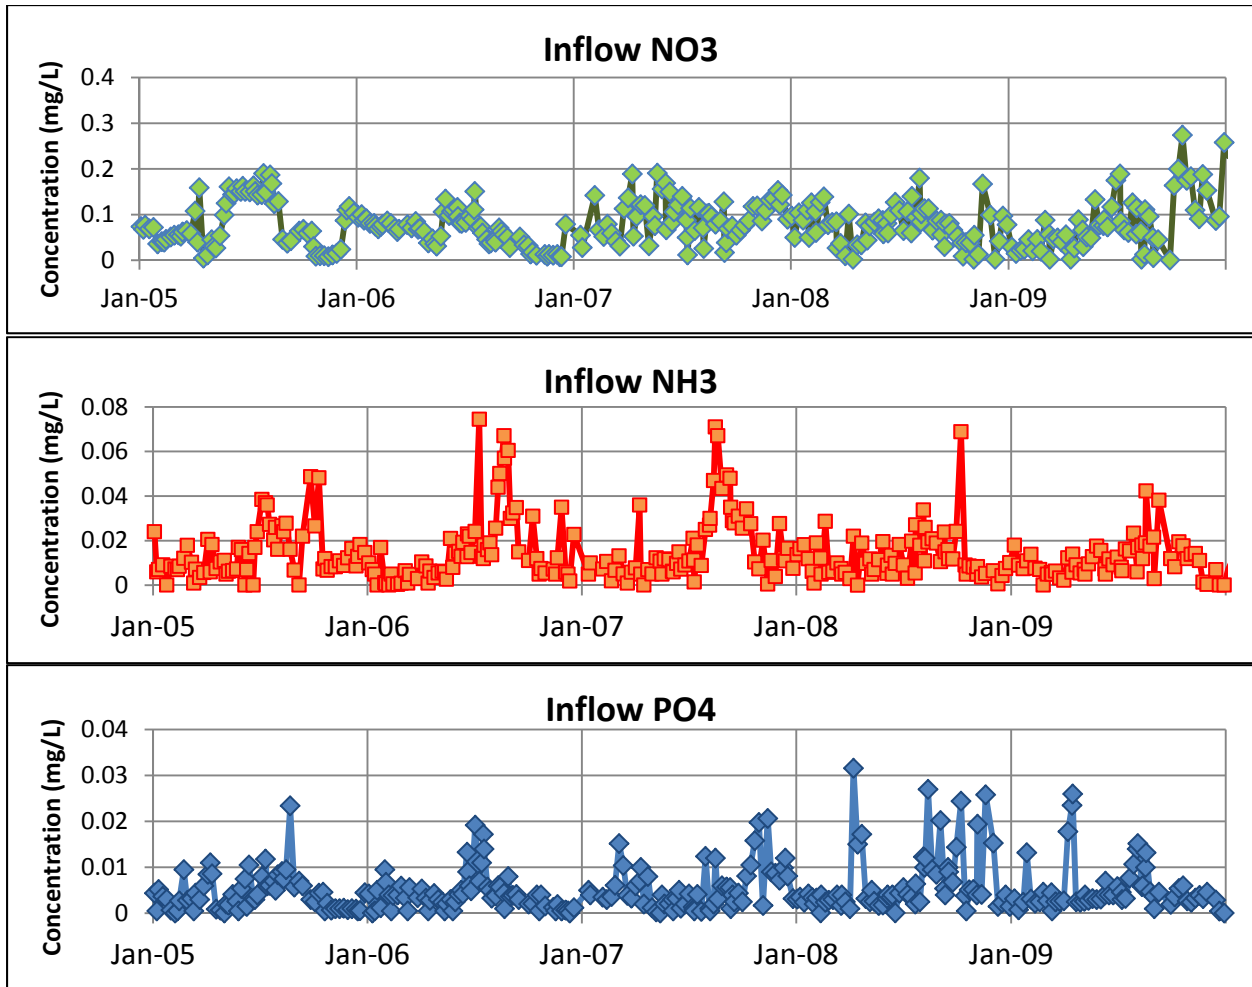 Inflow NO3
Concentration (mg/L)
0.4
0.3
0.2
0.1
0
Jan-05 Jan-06 Jan-07 Jan-08 Jan-09
Inflow NH3
Concentration (mg/L)
0.08
0.06
0.04
0.02
0
Jan-05 Jan-06 Jan-07 Jan-08 Jan-09
Inflow PO4
Concentration (mg/L)
0.04
0.03
0.02
0.01
0
Jan-05 Jan-06 Jan-07 Jan-08 Jan-09